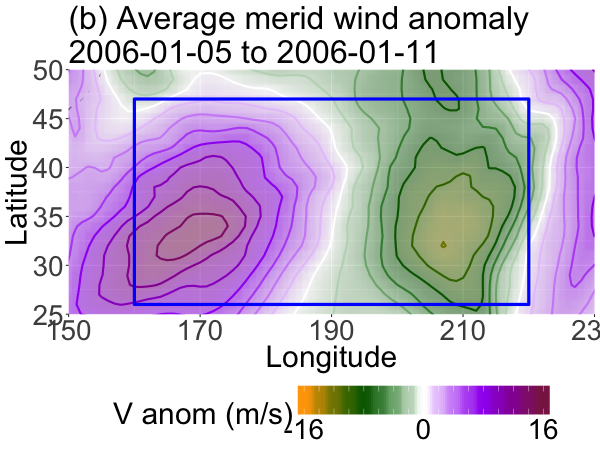 (b) Average merid wind anomaly
2006-01-05 to 2006-01-11
50
45
40
35
30
25
Latitude
150 170 190 210 23
Longitude
V anom (m/s)
-16 0 16